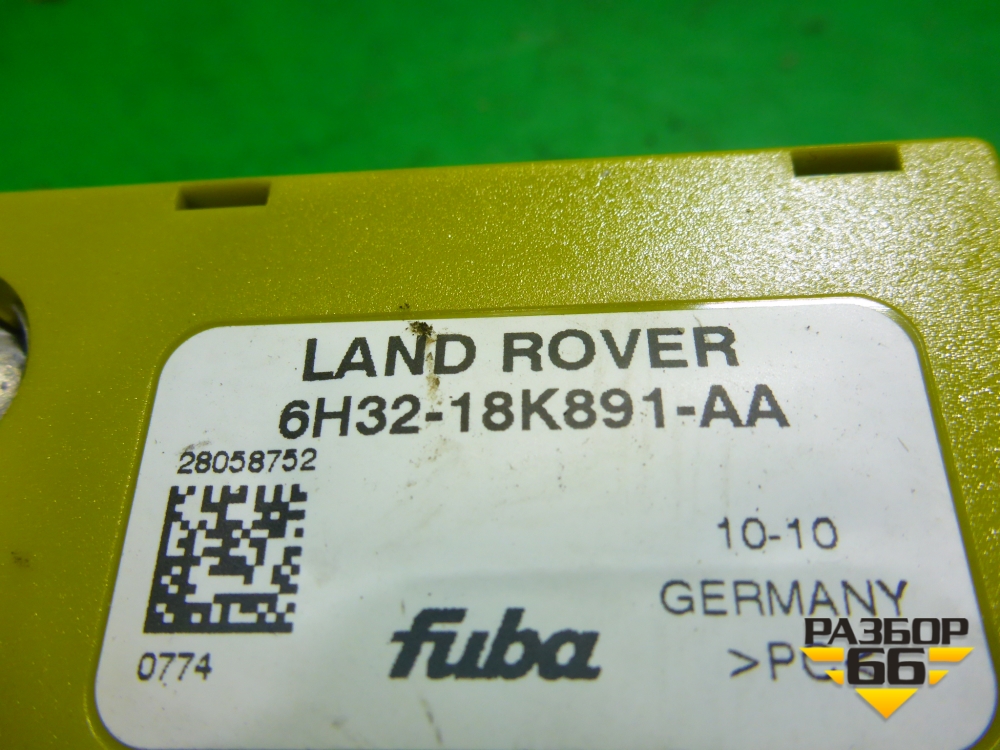 LAND ROVER
6H32-18K891-AA
28058752
10-10
GERMANY
0774
fuba
РАЗБОР
66